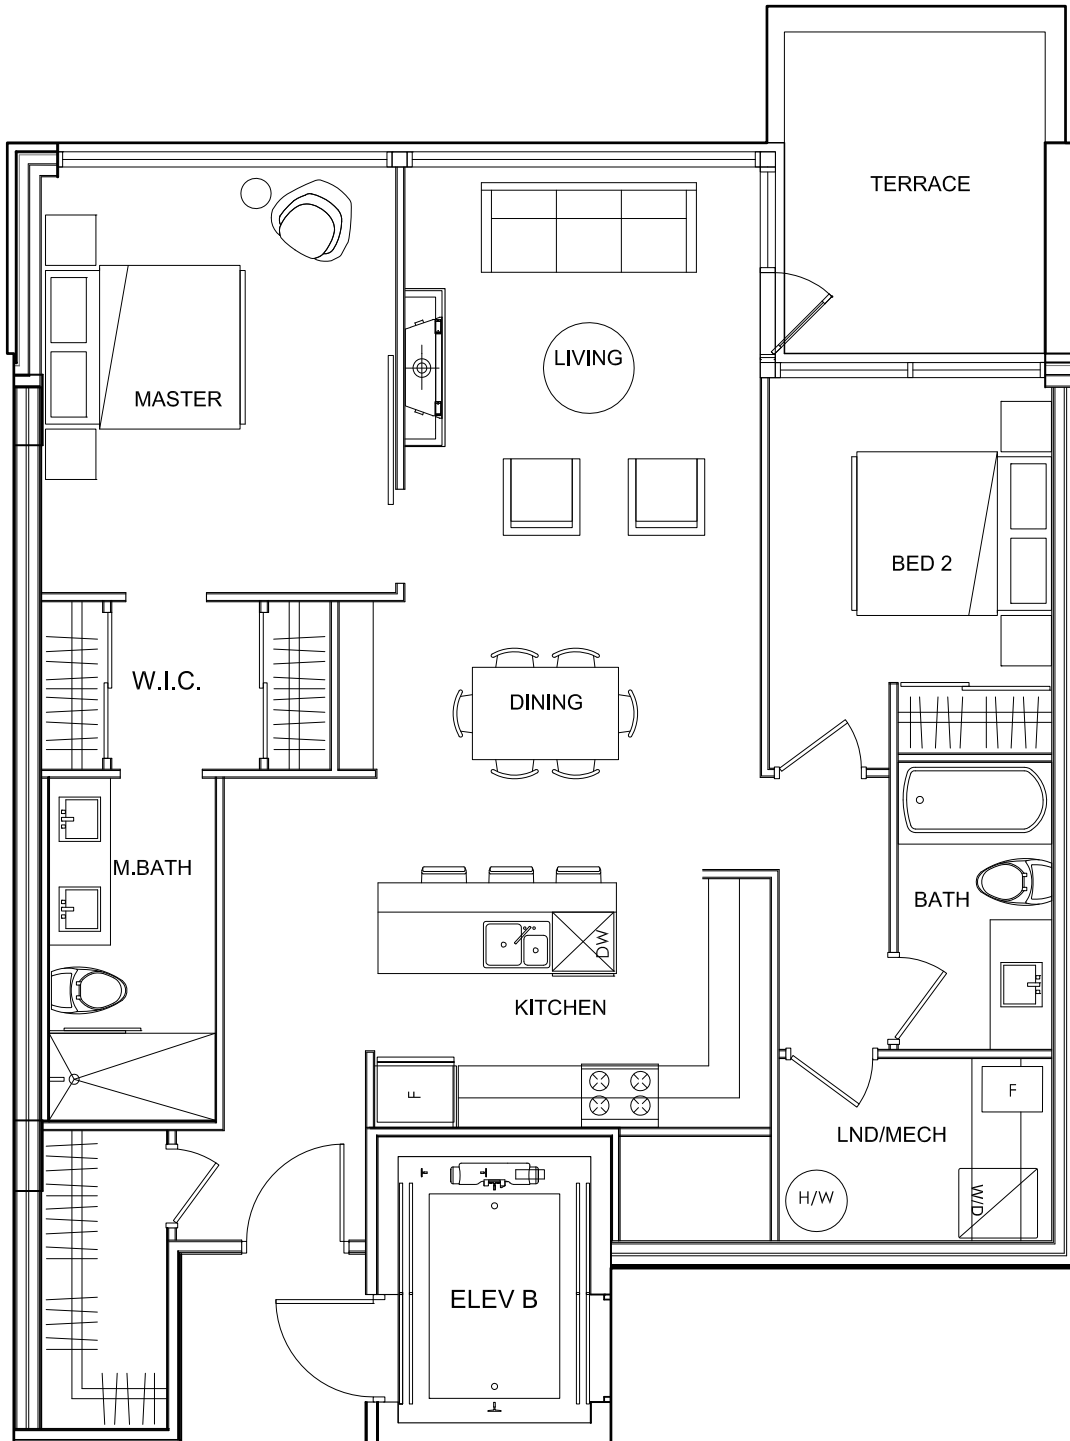 TERRACE
LIVING
MASTER
BED 2
W.I.C.
DINING
M.BATH
BATH
DW
KITCHEN
F
F
LND/MECH
H/W
W/D
ELEV B